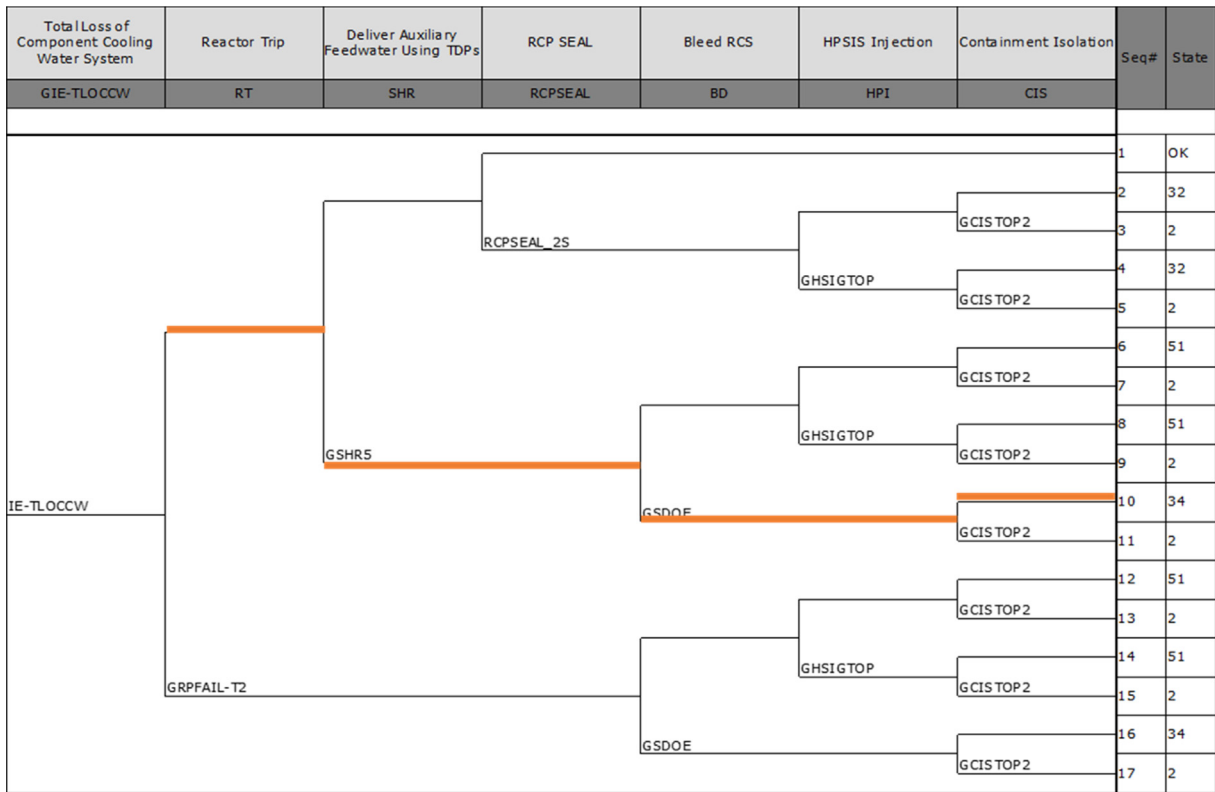 Total Loss of
Component Cooling
Water System
Reactor Trip
Deliver Auxiliary
Feedwater Using TDPs
RCP SEAL
Bleed RCS
HPSIS Injection
Containment Isolation
Seq#
State
GIE-TLOCCW
RT
SHR
RCPSEAL
BD
HPI
CIS
1 OK
2 32
GCISTOP2
3 2
RCPSEAL_2S
4 32
GHSIGTOP
GCISTOP2
5 2
6 51
GCISTOP2
7 2
8 51
GHSIGTOP
GCISTOP2
9 2
GSHR5
10 34
IE-TLOCCW
GSDOE
GCISTOP2
11 2
12 51
GCISTOP2
13 2
14 51
GHSIGTOP
GCISTOP2
15 2
GRPFAIL-T2
16 34
GSDOE
GCISTOP2
17 2